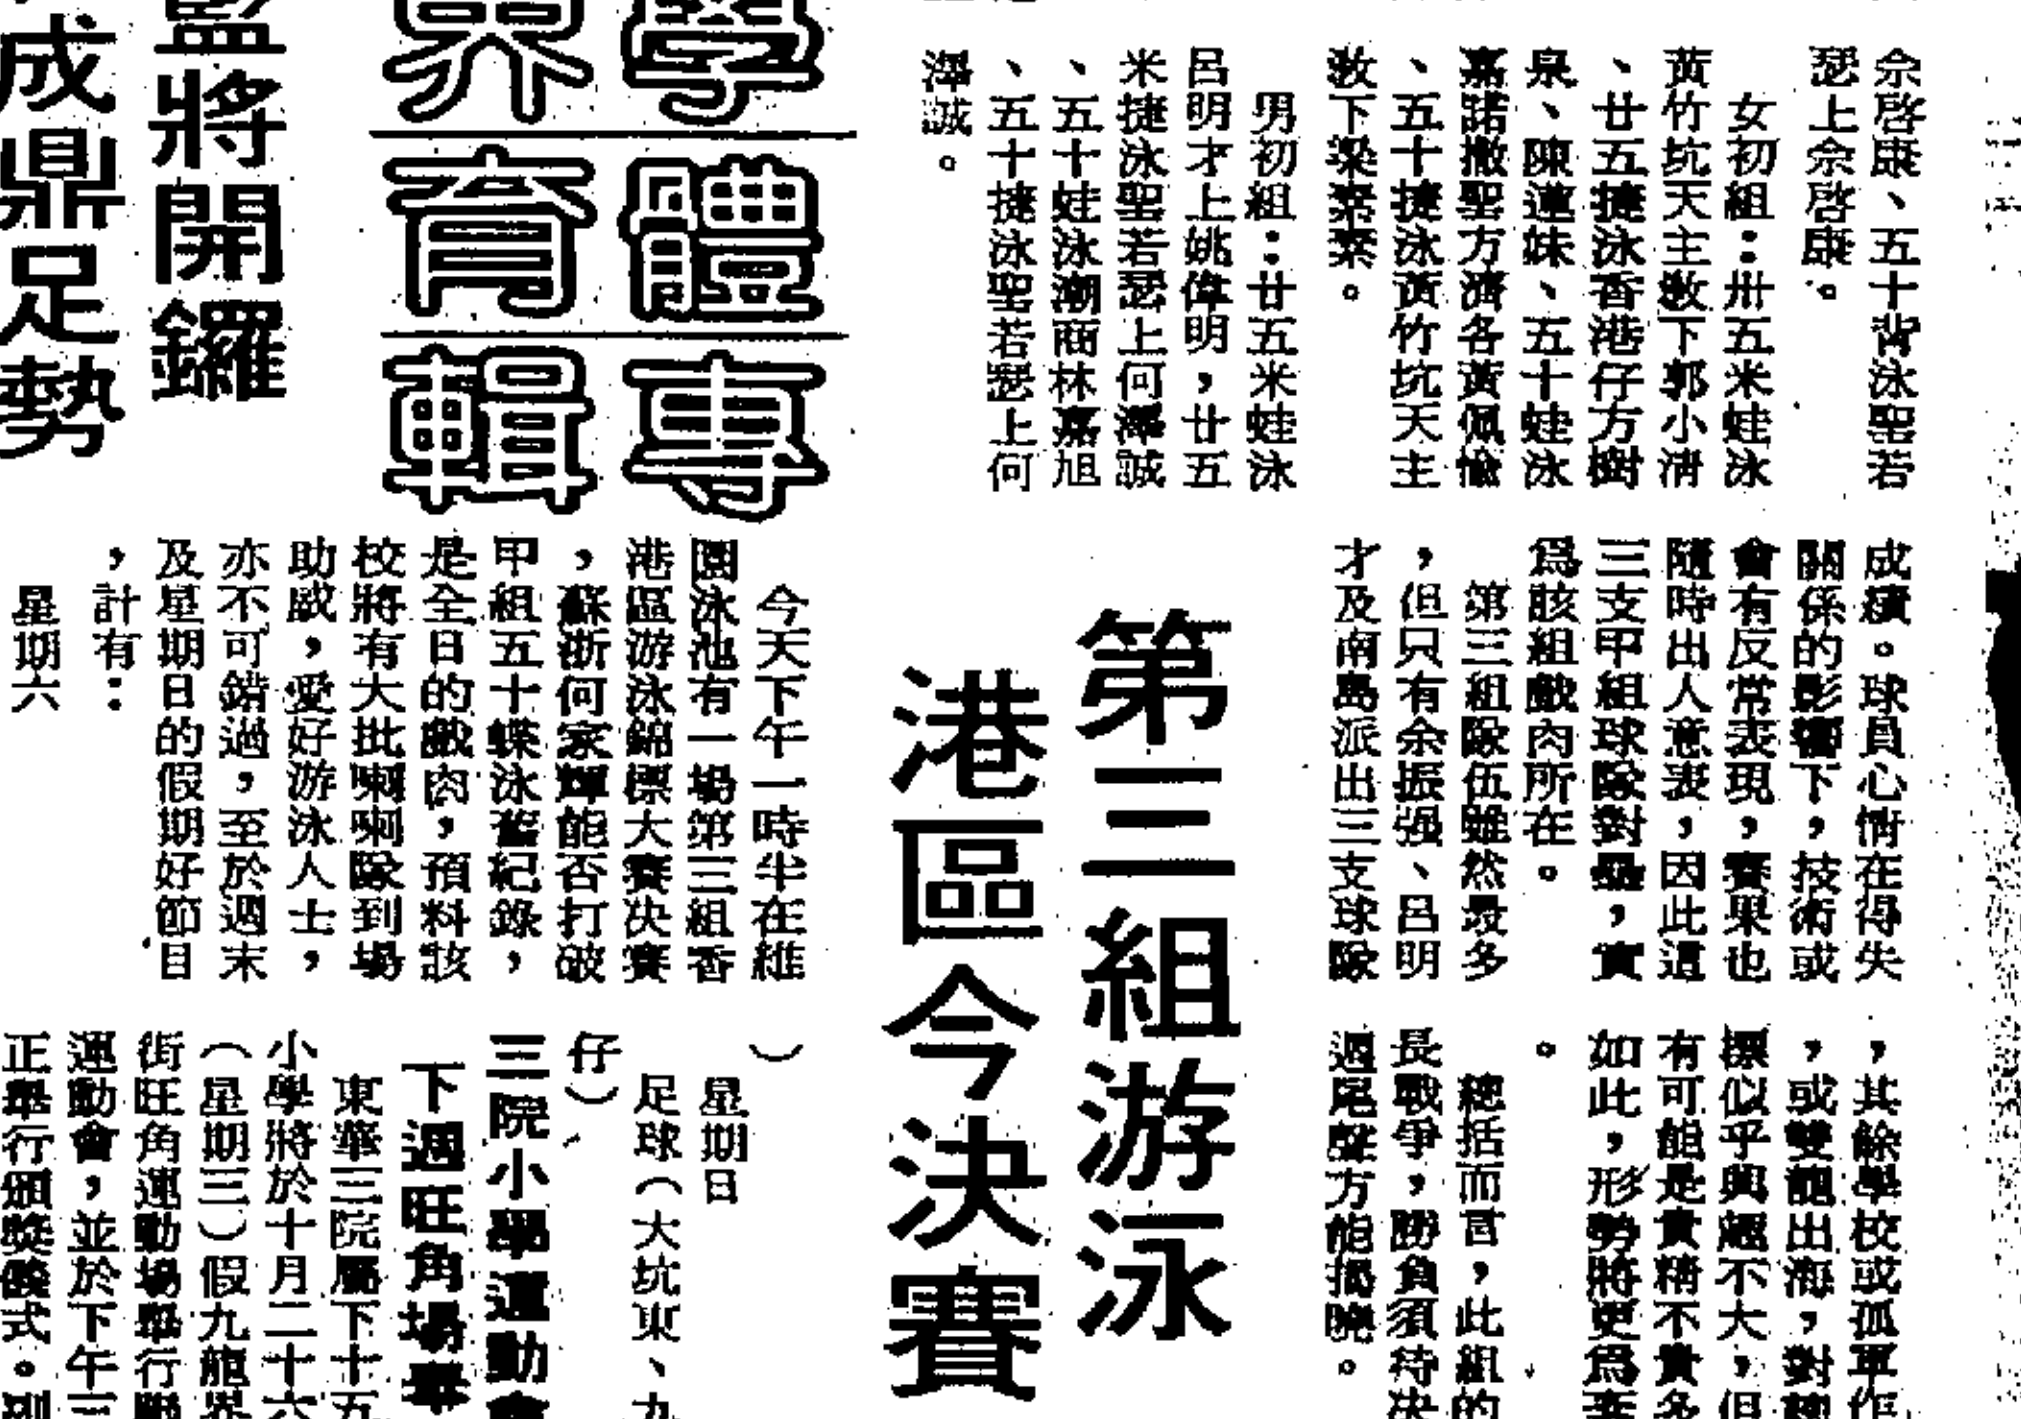 余啓康、五十背泳聖若
瑟上余啓康。
女初組：卅五米蛙泳
黃竹坑天主教下郭小清
、廿五捷泳香港仔方樹
泉、陳蓮妹、五十蛙泳
嘉諾撒聖方濟各黃佩愉
、五十捷泳黃竹坑天主
教下梁素素。
男初組：廿五米蛙泳
呂明才上姚偉明，廿五
米捷泳聖若瑟上何澤誠
、五十蛙泳潮商林嘉旭
、五十捷泳聖若瑟上何
澤誠。
學
界
體
育
專
輯
將開鑼
成鼎足勢
成績。球員心情在得失
關係的影響下，技術或
會有反常表現，賽果也
隨時出人意表，因此這
三支甲組球隊對壘，實
爲該組戲肉所在。
第三組隊伍雖然最多
，但只有余振强、呂明
才及南島派出三支球隊
，其餘學校或孤軍作
，或雙龍出海，對
標似乎興趣不大，但
有可能是貴精不貴多
如此，形勢將更爲
。
總括而言，此組的
長戰爭，勝負須待决
週尾聲方能揭曉。
第三組游泳
港區今決賽
今天下午一時半在維
園泳池有一場第三組香
港區游泳錦標大賽决賽
，蘇浙何家輝能否打破
甲組五十蝶泳舊紀錄，
是全日的戲肉，預料該
校將有大批喇喇隊到場
助威，愛好游泳人士，
亦不可錯過，至於週末
及星期日的假期好節目
，計有：
星期六
）
星期日
足球（大坑東、九
仔）
三院小學運動會
下週旺角場舉
東華三院屬下十五
小學將於十月二十六
（星期三）假九龍界
街旺角運動場舉行聯
運動會，並於下午三
正舉行頒獎儀式。